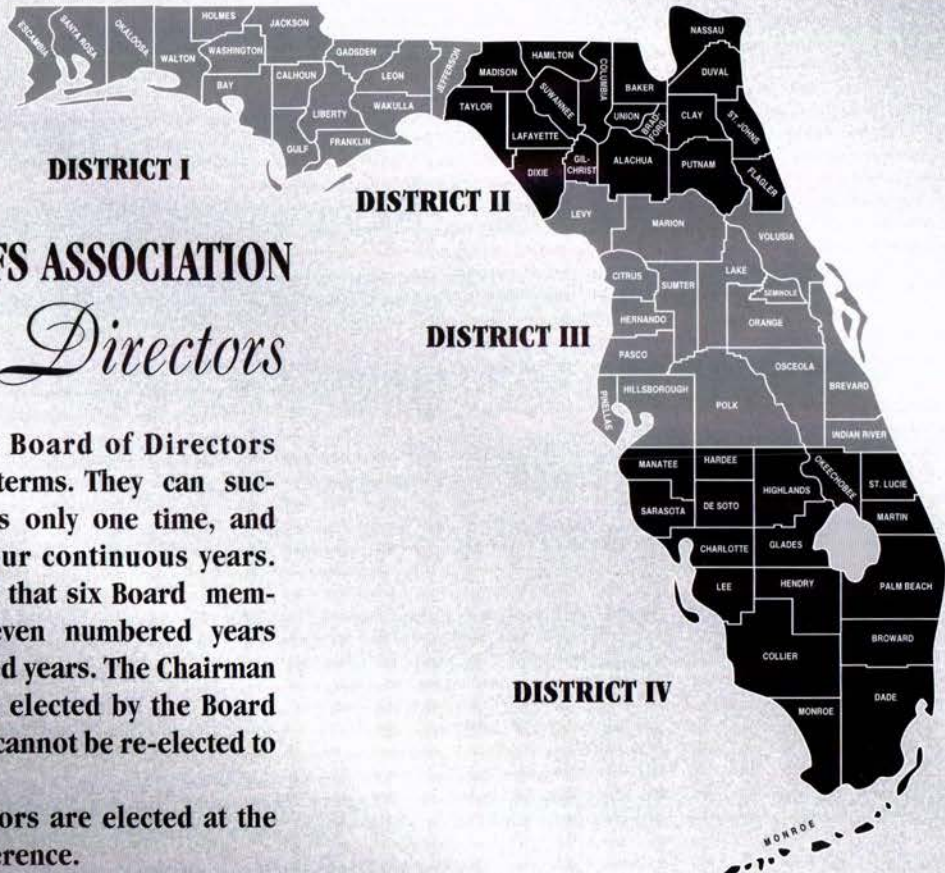 ESCAMBIA
SANTA ROSA
OKALOOSA
WALTON
HOLMES
JACKSON
WASHINGTON
BAY
CALHOUN
GULF
LIBERTY
GADSDEN
FRANKLIN
LEON
WAKULLA
JEFFERSON
MADISON
TAYLOR
HAMILTON
SUWANNEE
LAFAYETTE
DIXIE
COLUMBIA
GIL-
CHRIST
BAKER
UNION
BRAD-
FORD
ALACHUA
NASSAU
DUVAL
CLAY
ST. JOHNS
PUTNAM
FLAGLER
DISTRICT I
DISTRICT II
FS ASSOCIATION
Directors
DISTRICT III
LEVY
MARION
VOLUSIA
CITRUS
SUMTER
LAKE
SEMINOLE
HERNANDO
ORANGE
PASCO
OSCEOLA
BREVARD
PINELLAS
HILLSBOROUGH
POLK
INDIAN RIVER
Board of Directors
terms. They can suc-
s only one time, and
ur continuous years.
that six Board mem-
even numbered years
d years. The Chairman
elected by the Board
cannot be re-elected to
ors are elected at the
erence.
MANATEE
HARDEE
HIGHLANDS
OKEECHOBEE
ST. LUCIE
SARASOTA
DE SOTO
MARTIN
CHARLOTTE
GLADES
LEE
HENDRY
PALM BEACH
BROWARD
COLLIER
DISTRICT IV
MONROE
DADE
MONROE